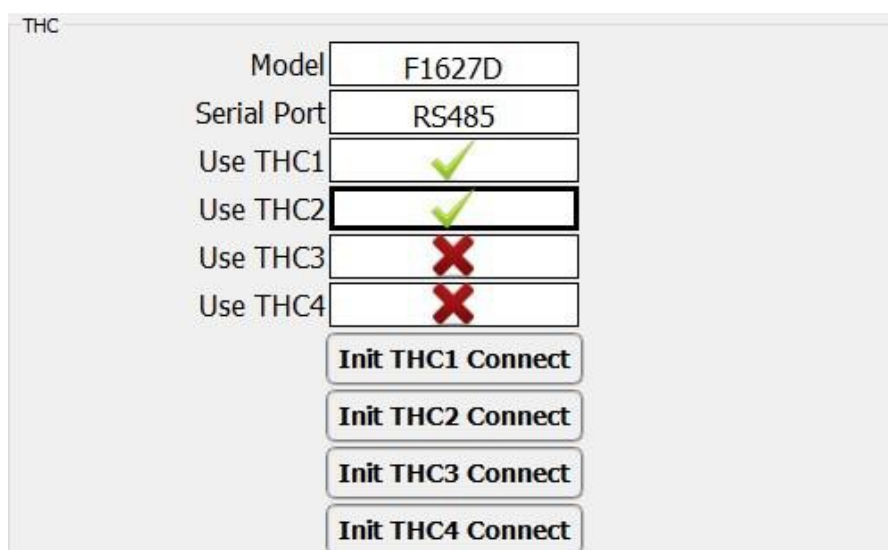 THC
Model F1627D
Serial Port RS485
Use THC1
Use THC2
Use THC3
Use THC4
Init THC1 Connect
Init THC2 Connect
Init THC3 Connect
Init THC4 Connect